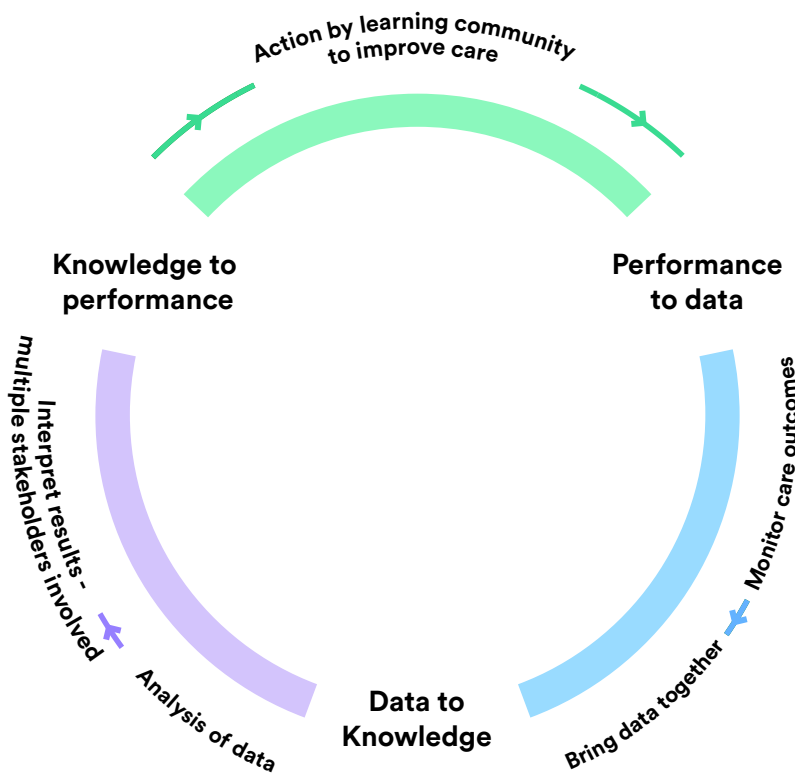 Action by learning community
to improve care
Knowledge to
performance
Performance
to data
Monitor care outcomes
Bring data together
Data to
Knowledge
Analysis of data
Interpret results -
multiple stakeholders involved